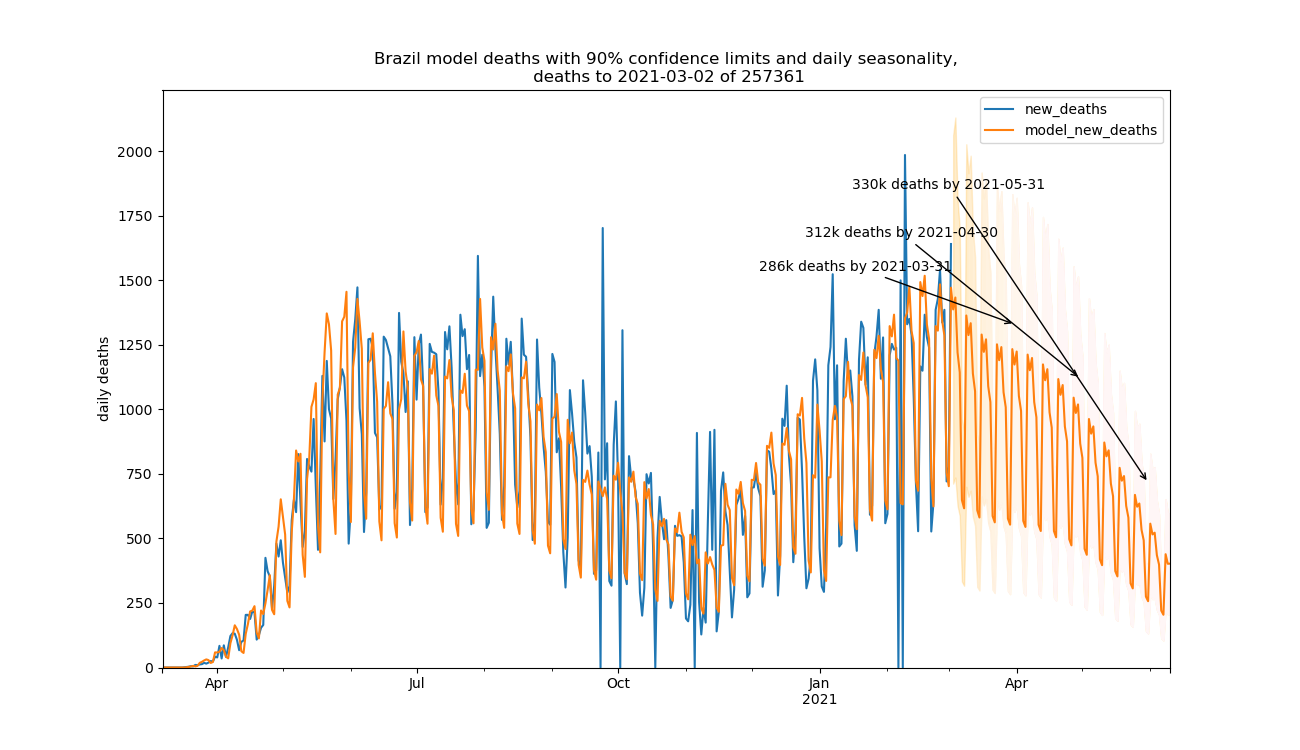 Brazil model deaths with 90% confidence limits and daily seasonality,
deaths to 2021-03-02 of 257361
new_deaths
model_new_deaths
330k deaths by 2021-05-31
312k deaths by 2021-04-30
286k deaths by 2021-03-31
daily deaths
2000
1750
1500
1250
1000
750
500
250
0
Apr
Jul
Oct
Jan
2021
Apr